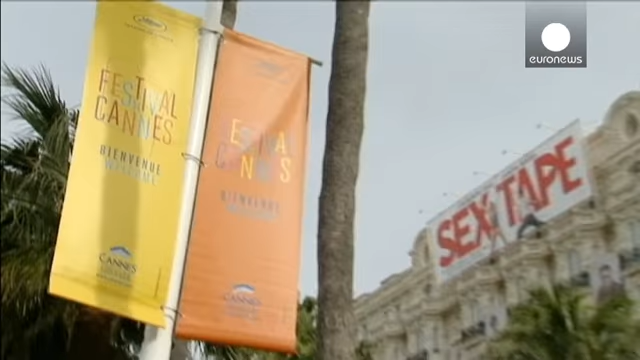 FESTIVAL
CANNES
BIENVENUE
WELCOME
CANNES
FESTIVAL
CANNES
BIENVENUE
WELCOME
CANNES
SEX TAPE
euronews